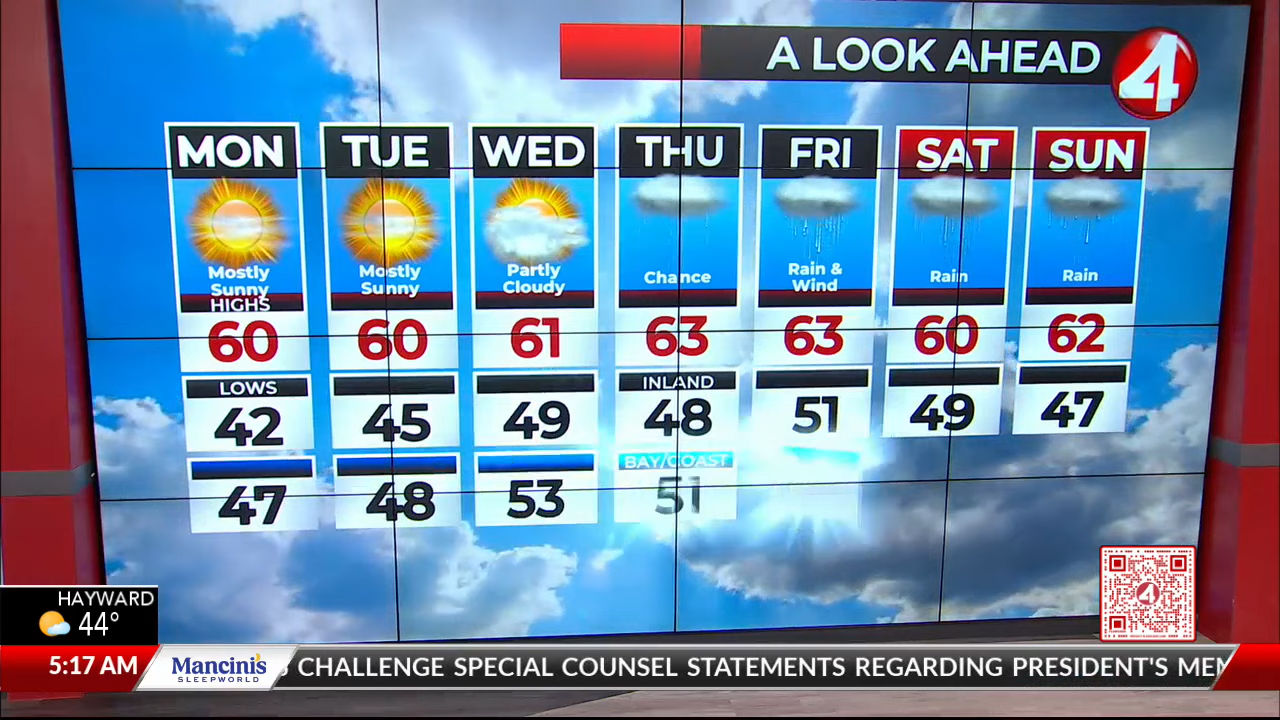 A LOOK AHEAD
4
MON TUE WED THU FRI SAT SUN
Mostly Sunny
Mostly Sunny
Partly Cloudy
Chance
Rain & Wind
Rain
Rain
HIGHS
60 60 61 63 63 60 62
LOWS INLAND
42 45 49 48 51 49 47
BAY/COAST
47 48 53 51
4
HAYWARD
44°
5:17 AM
Mancini's
SLEEPWORLD
CHALLENGE SPECIAL COUNSEL STATEMENTS REGARDING PRESIDENT'S